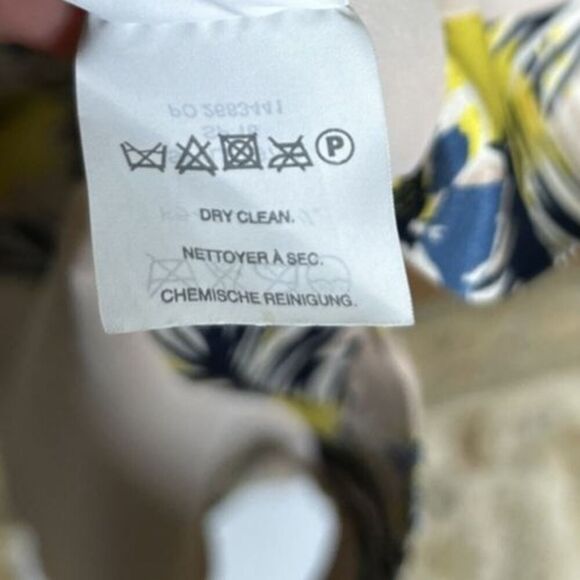 P
DRY CLEAN.
NETTOYER À SEC.
CHEMISCHE REINIGUNG.